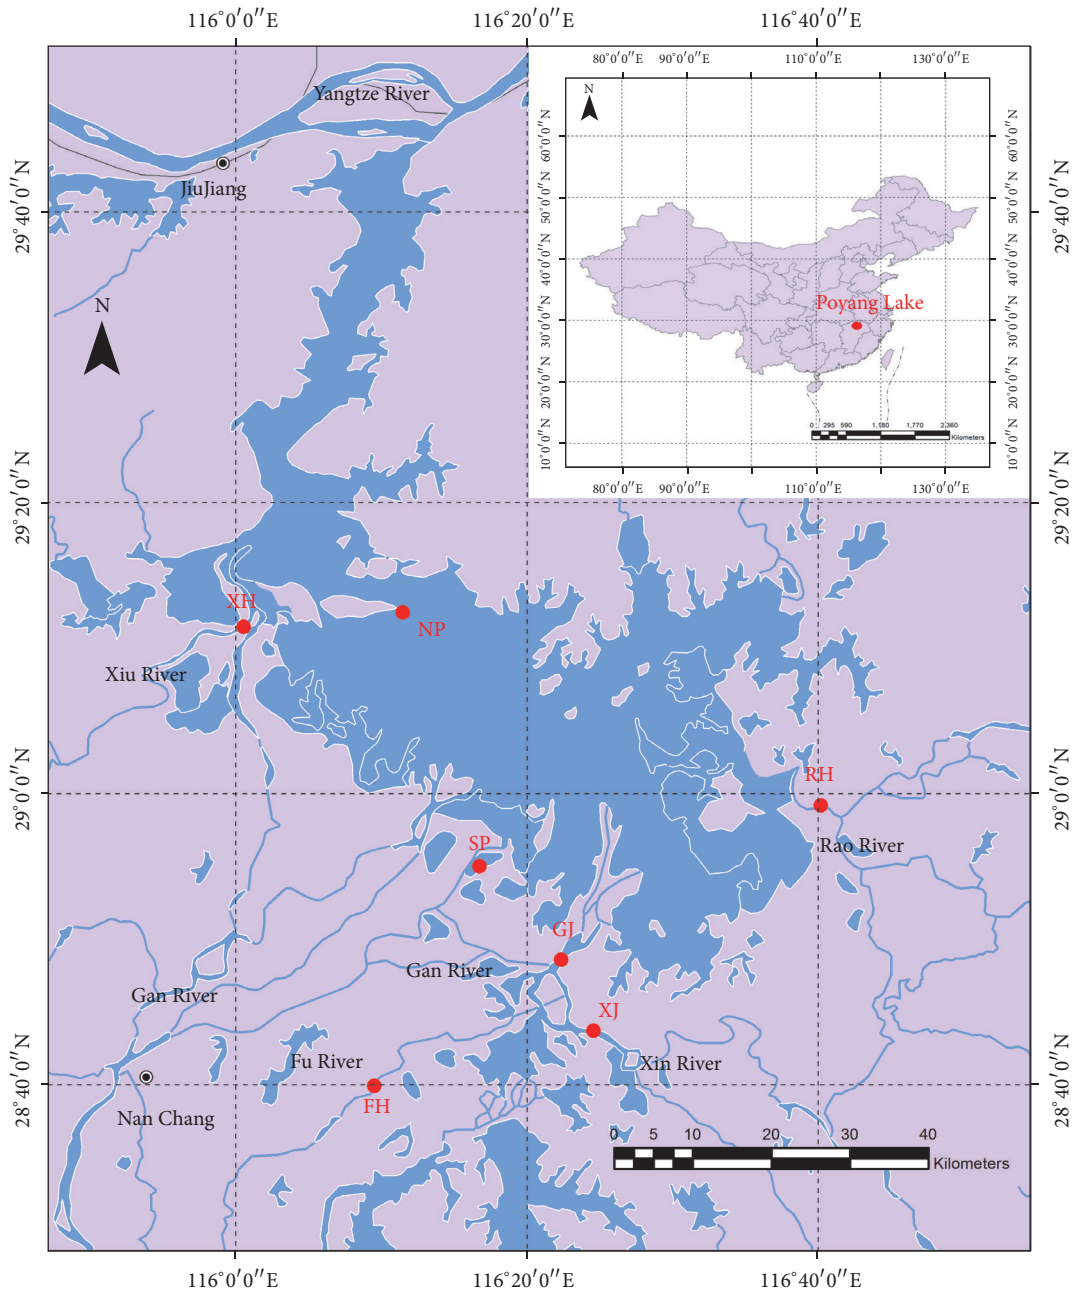 116°0′0″E 116°20′0″E 116°40′0″E
80°0′0″E 90°0′0″E 110°0′0″E 130°0′0″E
Yangtze River
N
60°0′0″N 60°0′0″N
JiuJiang
29°40′0″N 29°40′0″N
50°0′0″N 50°0′0″N
40°0′0″N 40°0′0″N
N
Poyang Lake
30°0′0″N 30°0′0″N
20°0′0″N 20°0′0″N
0 295 590 1,180 1,770 2,360
Kilometers
10°0′0″N 10°0′0″N
80°0′0″E 90°0′0″E 110°0′0″E 130°0′0″E
29°20′0″N 29°20′0″N
XH
NP
Xiu River
29°0′0″N 29°0′0″N
RH
SP
Rao River
GJ
Gan River
Gan River
XJ
Fu River
Xin River
28°40′0″N 28°40′0″N
FH
Nan Chang
0 5 10 20 30 40
Kilometers
116°0′0″E 116°20′0″E 116°40′0″E